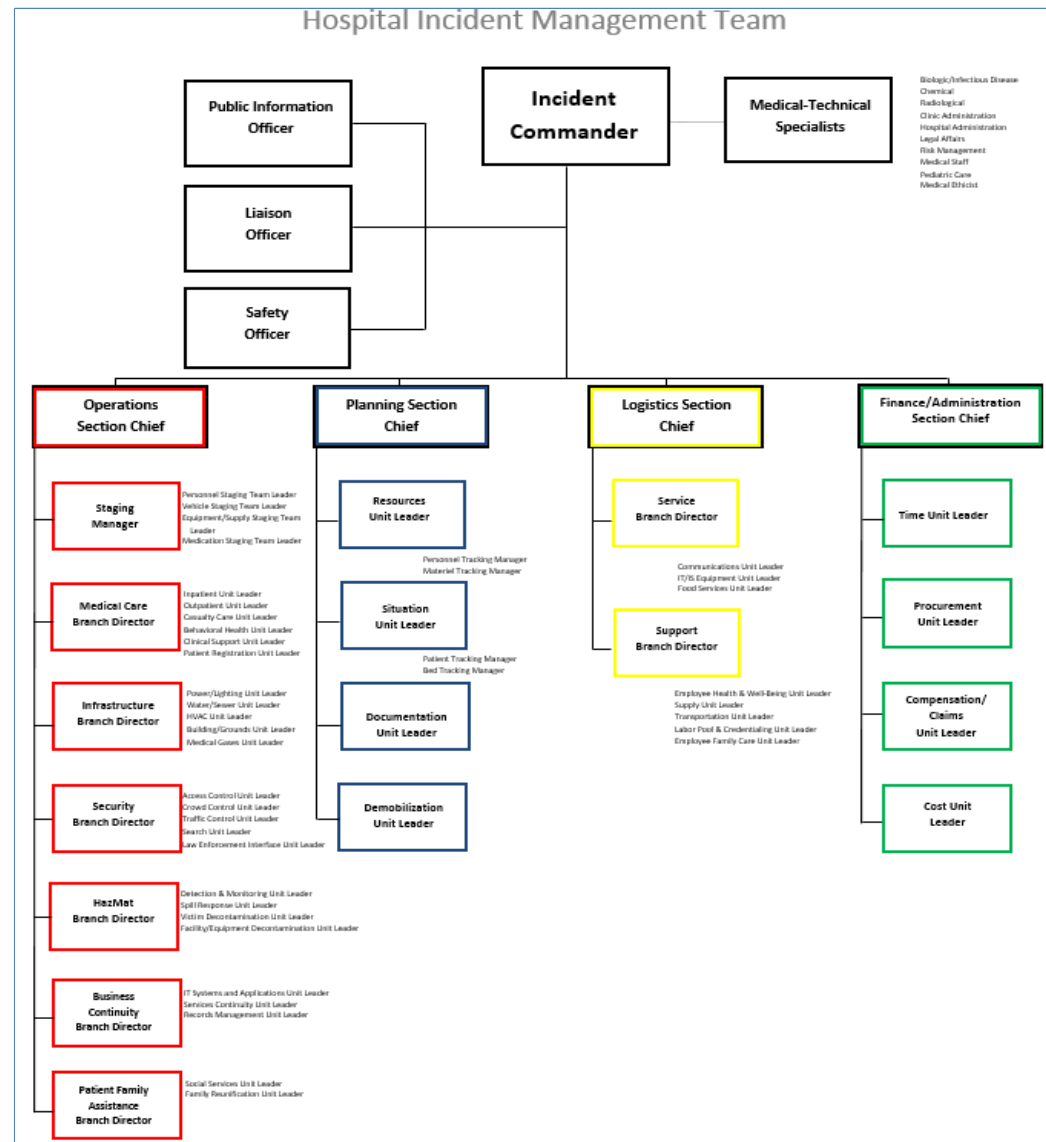 Hospital Incident Management Team
Public Information
Officer
Incident
Commander
Medical-Technical
Specialists
Biologic/Infectious Disease
Chemical
Radiological
Clinic Administration
Hospital Administration
Legal Affairs
Risk Management
Medical Staff
Pediatric Care
Medical Ethicist
Liaison
Officer
Safety
Officer
Operations
Section Chief
Planning Section
Chief
Logistics Section
Chief
Finance/Administration
Section Chief
Staging
Manager
Personnel Staging Team Leader
Vehicle Staging Team Leader
Equipment/Supply Staging Team
Leader
Medication Staging Team Leader
Medical Care
Branch Director
Inpatient Unit Leader
Outpatient Unit Leader
Casualty Care Unit Leader
Behavioral Health Unit Leader
Clinical Support Unit Leader
Patient Registration Unit Leader
Infrastructure
Branch Director
Power/Lighting Unit Leader
Water/Sewer Unit Leader
HVAC Unit Leader
Building/Grounds Unit Leader
Medical Gases Unit Leader
Security
Branch Director
Access Control Unit Leader
Crowd Control Unit Leader
Traffic Control Unit Leader
Search Unit Leader
Law Enforcement Interface Unit Leader
HazMat
Branch Director
Detection & Monitoring Unit Leader
Spill Response Unit Leader
Victim Decontamination Unit Leader
Facility/Equipment Decontamination Unit Leader
Business
Continuity
Branch Director
IT Systems and Applications Unit Leader
Services Continuity Unit Leader
Records Management Unit Leader
Patient Family
Assistance
Branch Director
Social Services Unit Leader
Family Reunification Unit Leader
Resources
Unit Leader
Personnel Tracking Manager
Materiel Tracking Manager
Situation
Unit Leader
Patient Tracking Manager
Bed Tracking Manager
Documentation
Unit Leader
Demobilization
Unit Leader
Service
Branch Director
Communications Unit Leader
IT/IS Equipment Unit Leader
Food Services Unit Leader
Support
Branch Director
Employee Health & Well-Being Unit Leader
Supply Unit Leader
Transportation Unit Leader
Labor Pool & Credentialing Unit Leader
Employee Family Care Unit Leader
Time Unit Leader
Procurement
Unit Leader
Compensation/
Claims
Unit Leader
Cost Unit
Leader